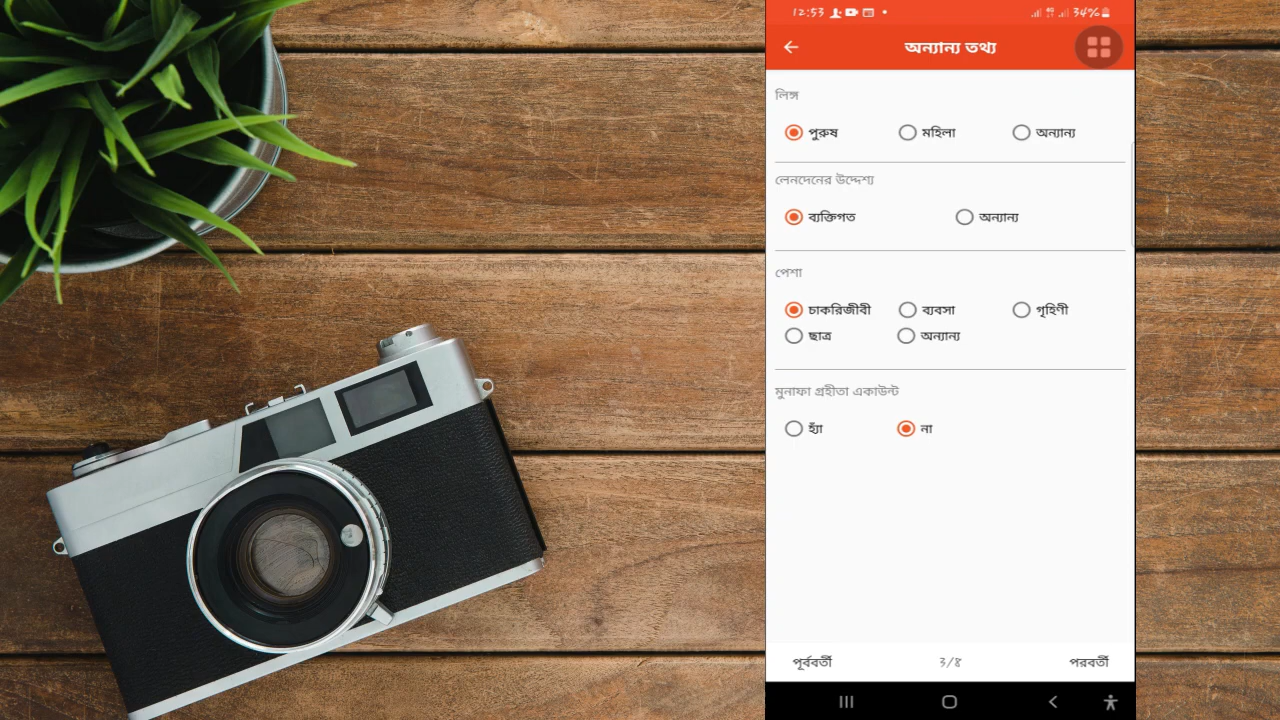 12:53
34%
অন্যান্য তথ্য
লিঙ্গ
পুরুষ মহিলা অন্যান্য
লেনদেনের উদ্দেশ্য
ব্যক্তিগত অন্যান্য
পেশা
চাকরিজীবী ব্যবসা গৃহিণী
ছাত্র অন্যান্য
মুনাফা গ্রহীতা একাউন্ট
হ্যাঁ না
পূর্ববর্তী ৩/৪ পরবর্তী